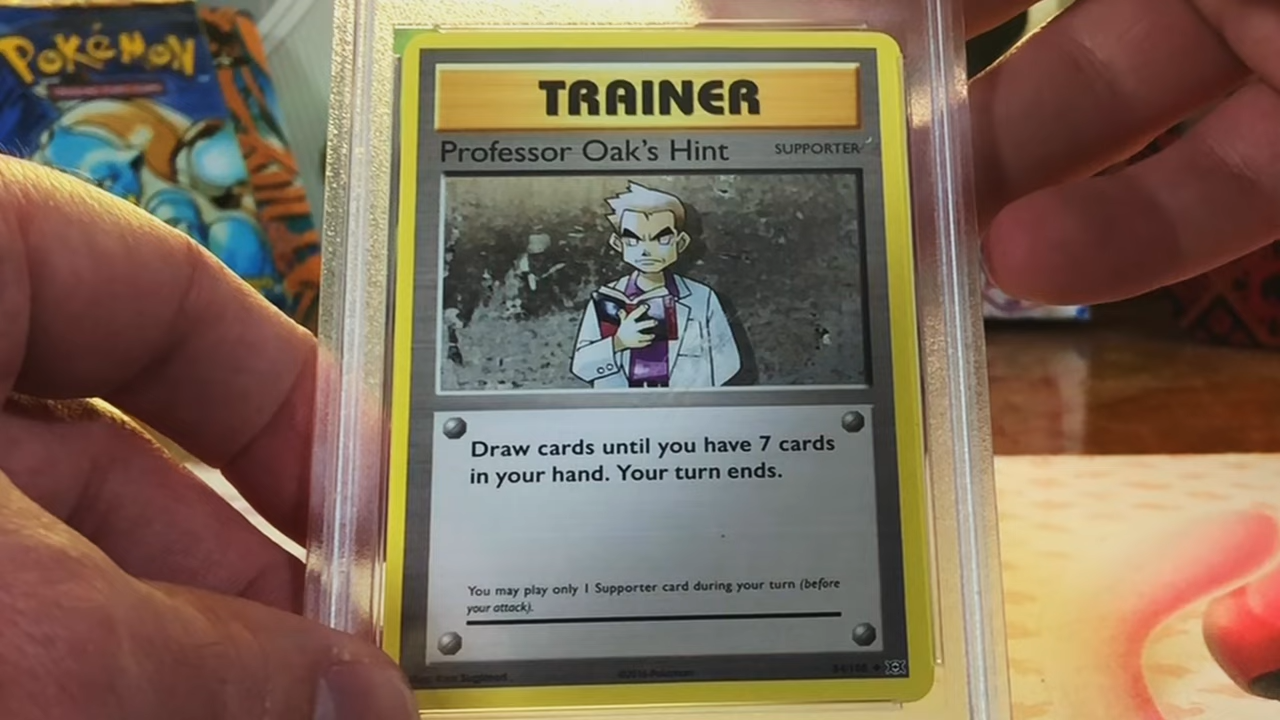 POKéMON
TRAINER
Professor Oak's Hint SUPPORTER
Draw cards until you have 7 cards
in your hand. Your turn ends.
You may play only 1 Supporter card during your turn (before
your attack).
Ken Sugimori ©2016 Pokémon